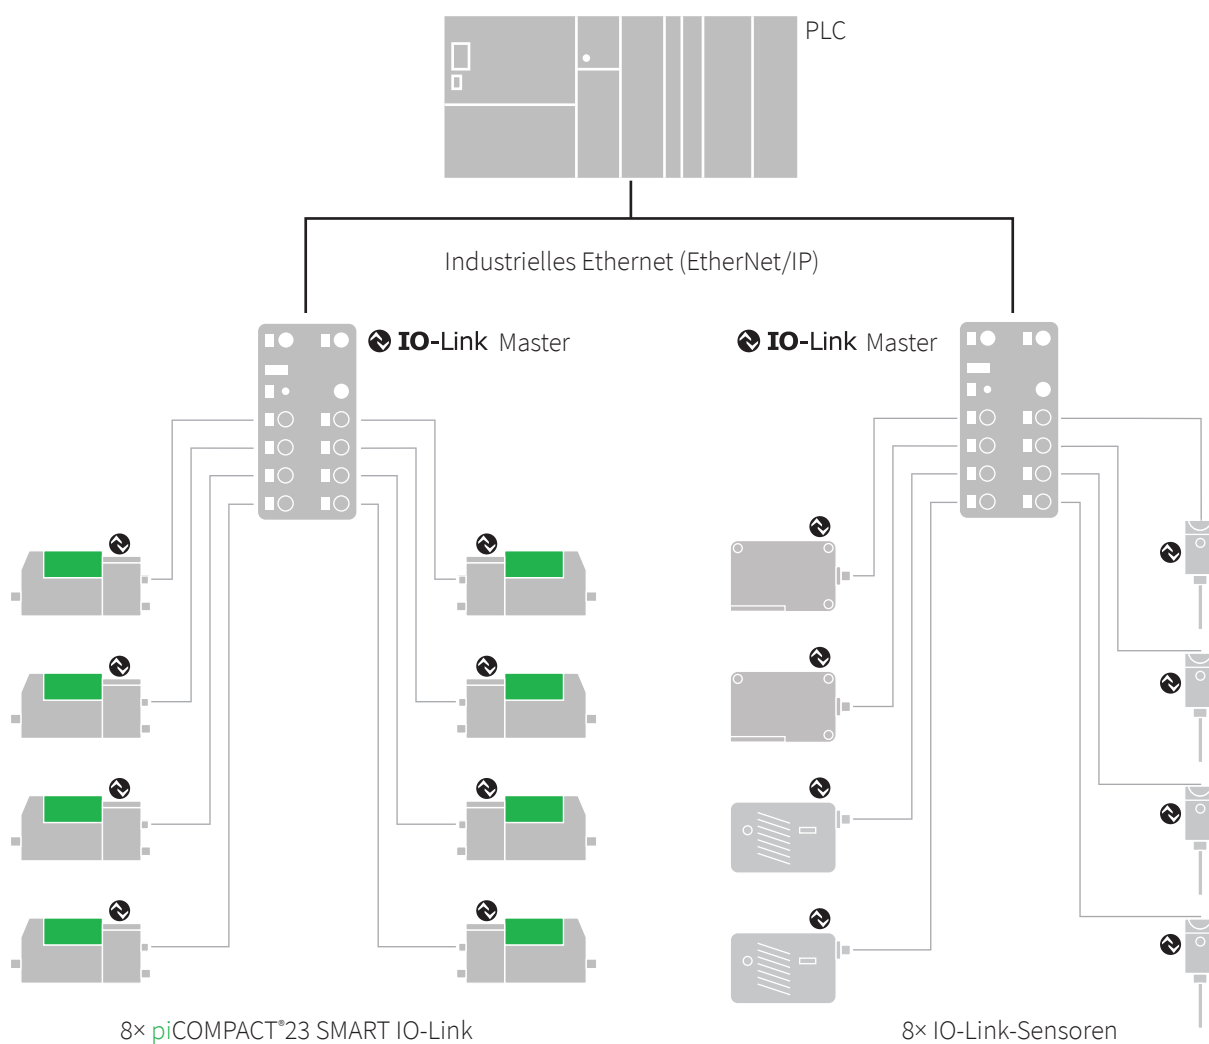 PLC
Industrielles Ethernet (EtherNet/IP)
IO-Link Master
IO-Link Master
8× piCOMPACT®23 SMART IO-Link
8× IO-Link-Sensoren